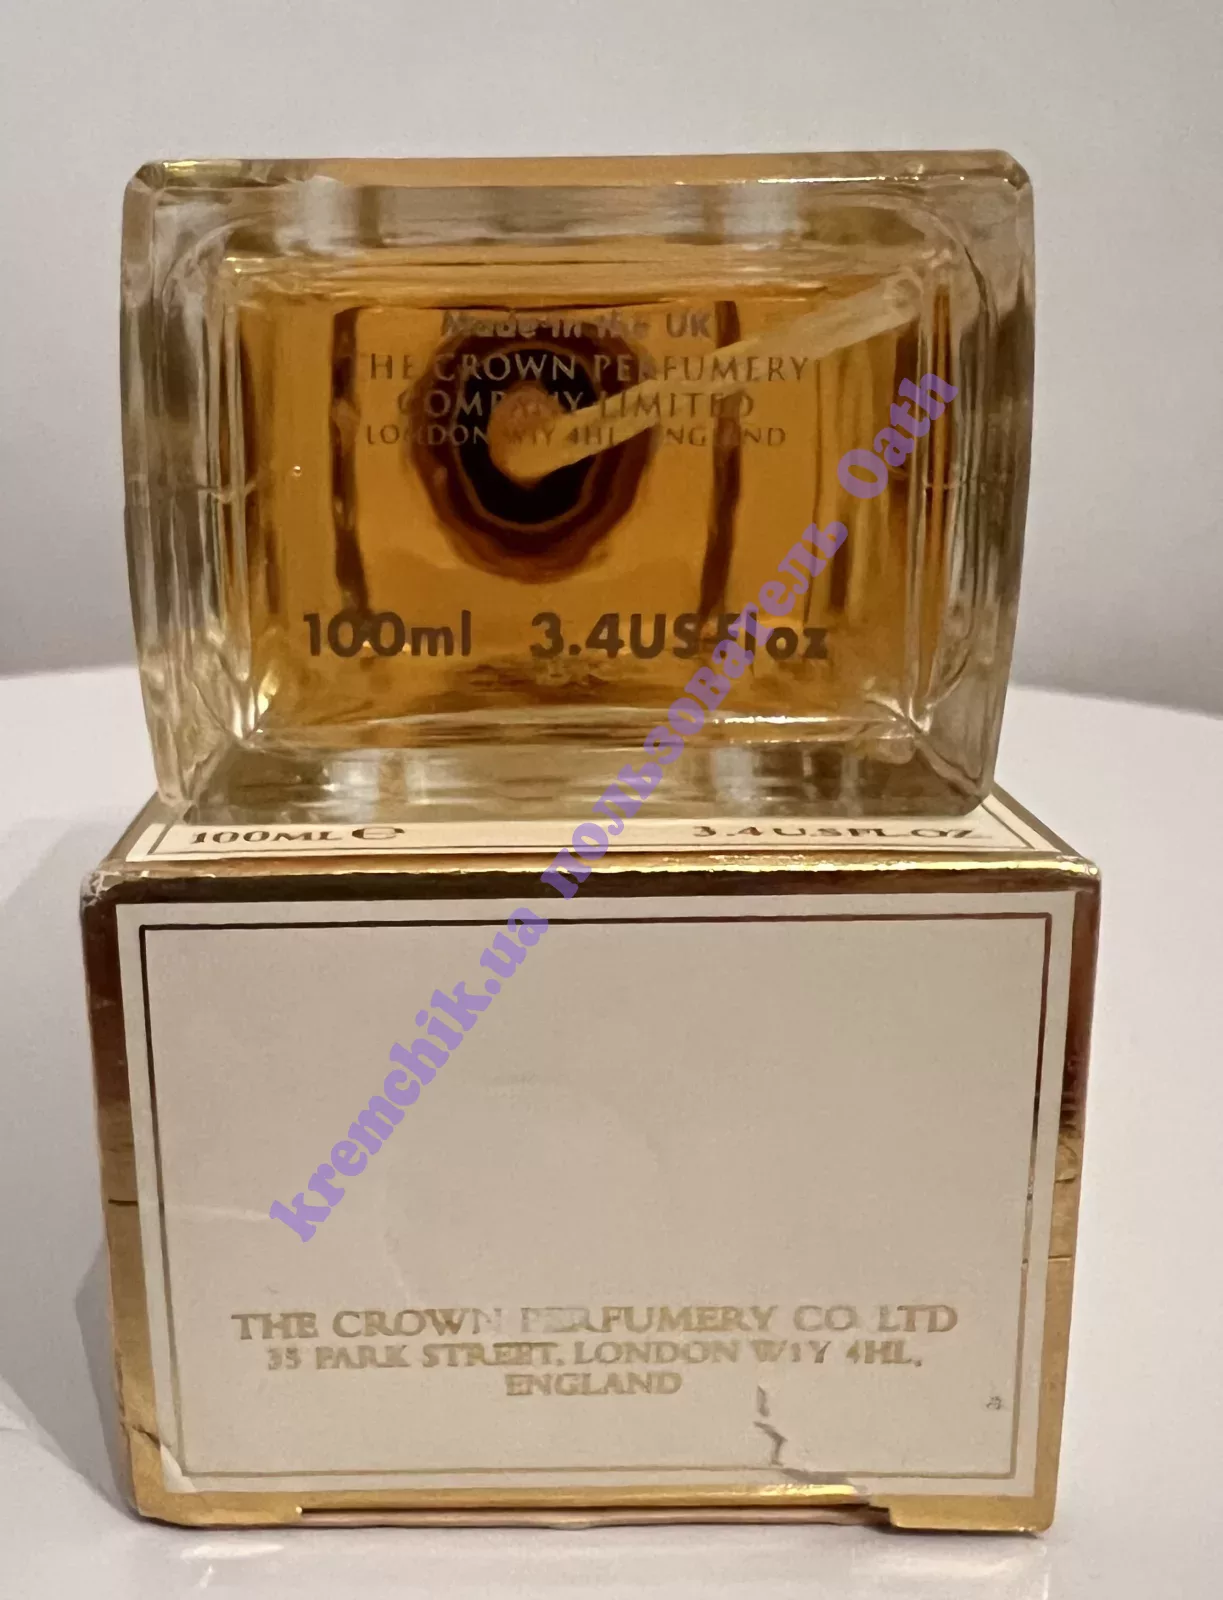 Made in the UK
THE CROWN PERFUMERY
COMPANY LIMITED
LONDON W1Y 4HL ENGLAND
100ml 3.4US Fl oz
100ML e 3.4 U.S.FL.OZ
THE CROWN PERFUMERY CO LTD
35 PARK STREET, LONDON W1Y 4HL,
ENGLAND
kremchik.ua пользователь Oath